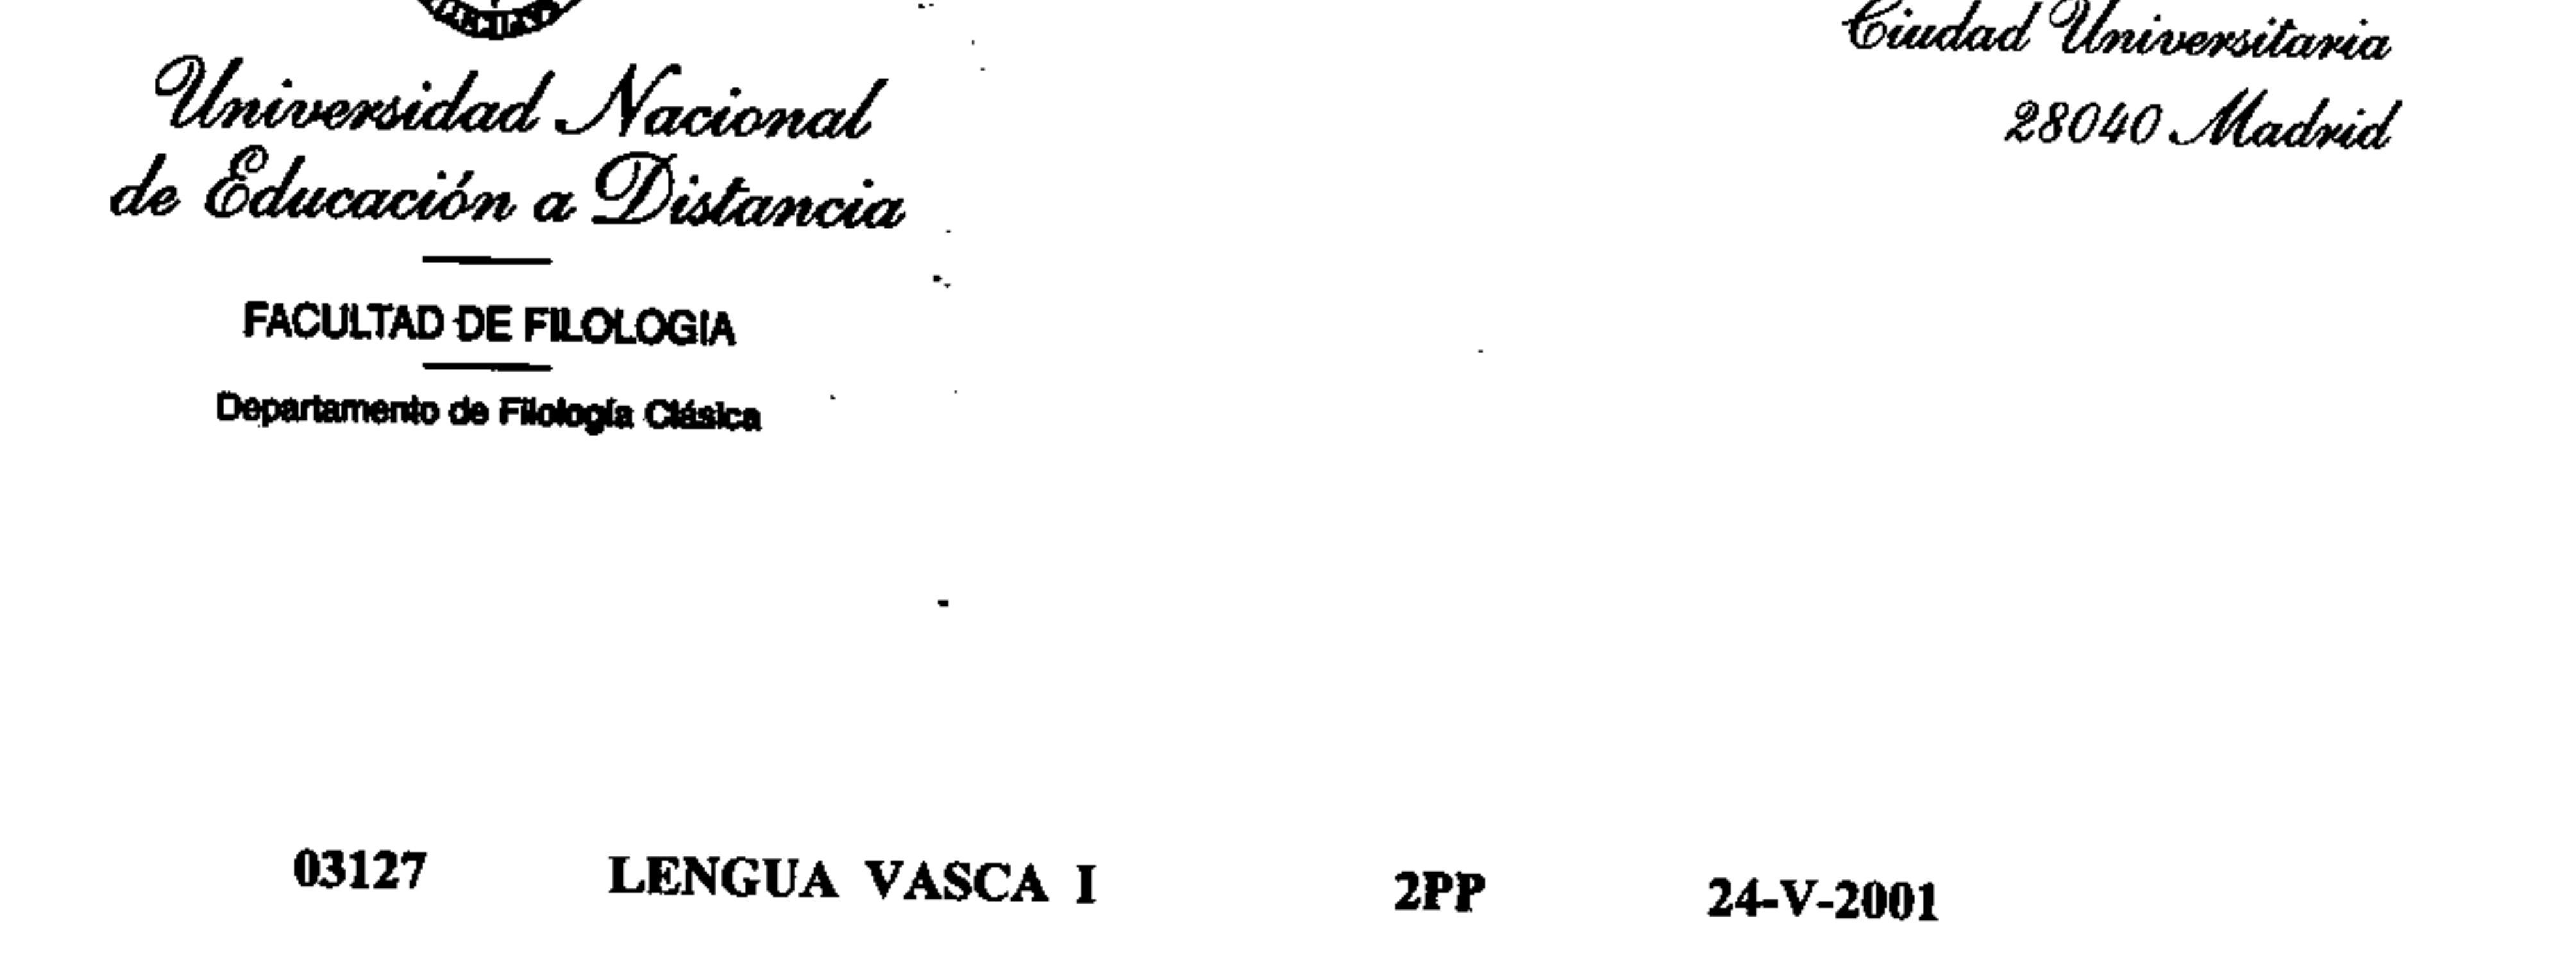 Universidad Nacional
de Educación a Distancia
FACULTAD DE FILOLOGIA
Departamento de Filología Clásica
Ciudad Universitaria
28040 Madrid
03127 LENGUA VASCA I 2PP 24-V-2001